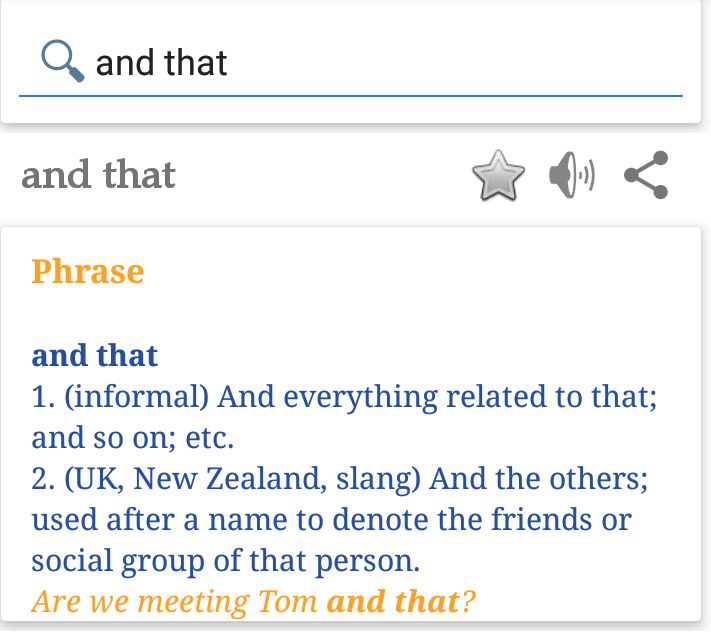 and that
and that
Phrase
and that
1. (informal) And everything related to that;
and so on; etc.
2. (UK, New Zealand, slang) And the others;
used after a name to denote the friends or
social group of that person.
Are we meeting Tom and that?